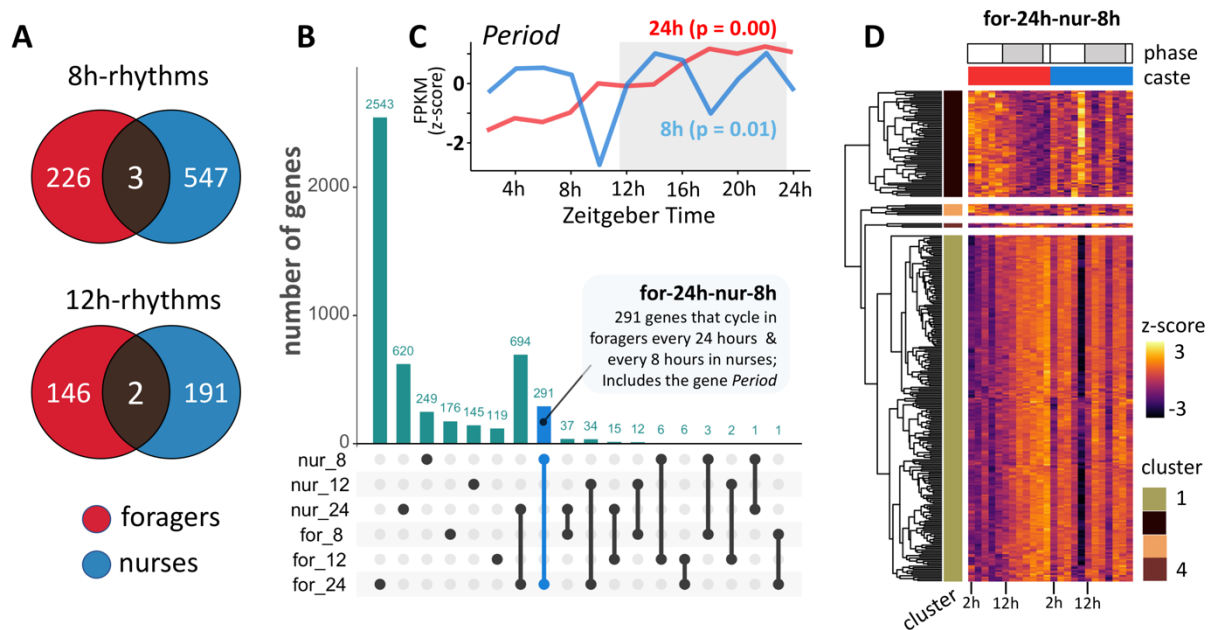 A
8h-rhythms
226
3
547
12h-rhythms
146
2
191
foragers
nurses
B
number of genes
2000
1000
0
2543
620
249
176
145
119
694
291
37
34
15
12
6
6
3
2
1
1
for-24h-nur-8h
291 genes that cycle in
foragers every 24 hours &
every 8 hours in nurses;
Includes the gene Period
nur_8
nur_12
nur_24
for_8
for_12
for_24
C
Period
24h (p = 0.00)
8h (p = 0.01)
FPKM
(z-score)
0
-2
4h
8h
12h
16h
20h
24h
Zeitgeber Time
D
for-24h-nur-8h
phase
caste
z-score
3
-3
cluster
1
4
cluster
2h
12h
2h
12h